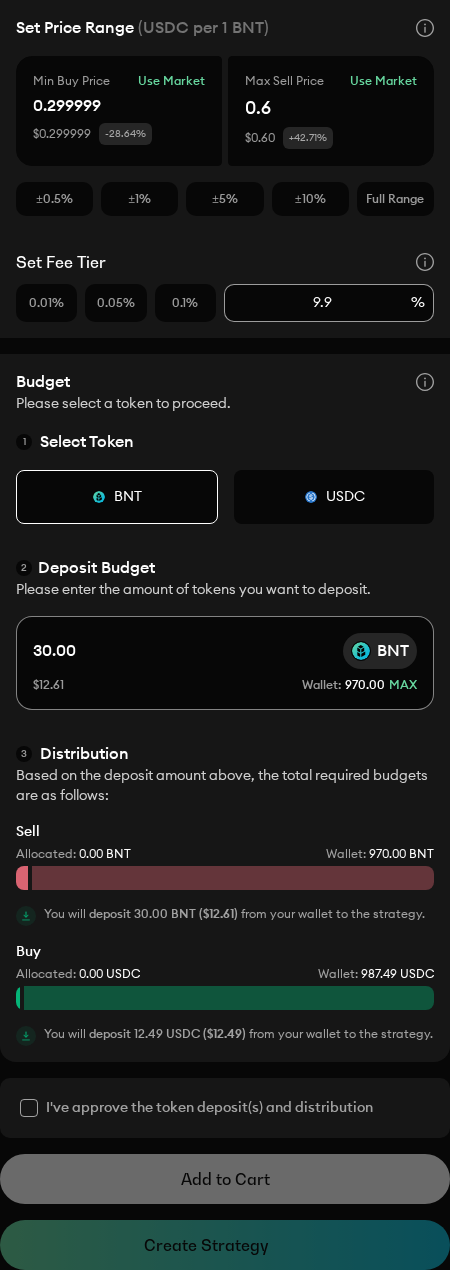 Set Price Range (USDC per 1 BNT)
Min Buy Price Use Market
0.299999
$0.299999 -28.64%
Max Sell Price Use Market
0.6
$0.60 +42.71%
±0.5% ±1% ±5% ±10% Full Range
Set Fee Tier
0.01% 0.05% 0.1% 9.9 %
Budget
Please select a token to proceed.
1 Select Token
BNT USDC
2 Deposit Budget
Please enter the amount of tokens you want to deposit.
30.00 BNT
$12.61 Wallet: 970.00 MAX
3 Distribution
Based on the deposit amount above, the total required budgets
are as follows:
Sell
Allocated: 0.00 BNT Wallet: 970.00 BNT
You will deposit 30.00 BNT ($12.61) from your wallet to the strategy.
Buy
Allocated: 0.00 USDC Wallet: 987.49 USDC
You will deposit 12.49 USDC ($12.49) from your wallet to the strategy.
I've approve the token deposit(s) and distribution
Add to Cart
Create Strategy